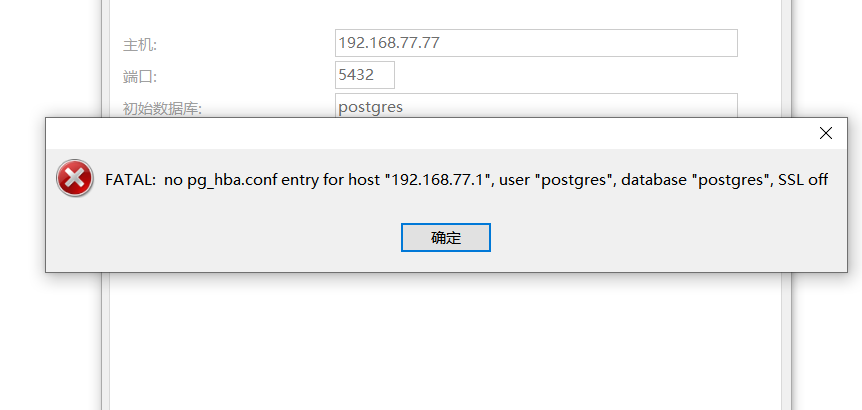 主机:
192.168.77.77
端口:
5432
初始数据库:
postgres
FATAL:  no pg_hba.conf entry for host "192.168.77.1", user "postgres", database "postgres", SSL off
确定